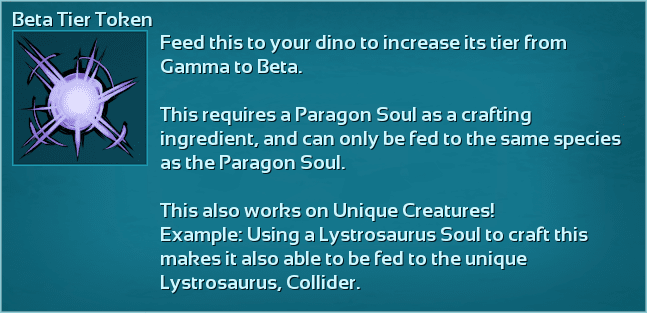 Beta Tier Token
Feed this to your dino to increase its tier from
Gamma to Beta.
This requires a Paragon Soul as a crafting
ingredient, and can only be fed to the same species
as the Paragon Soul.
This also works on Unique Creatures!
Example: Using a Lystrosaurus Soul to craft this
makes it also able to be fed to the unique
Lystrosaurus, Collider.